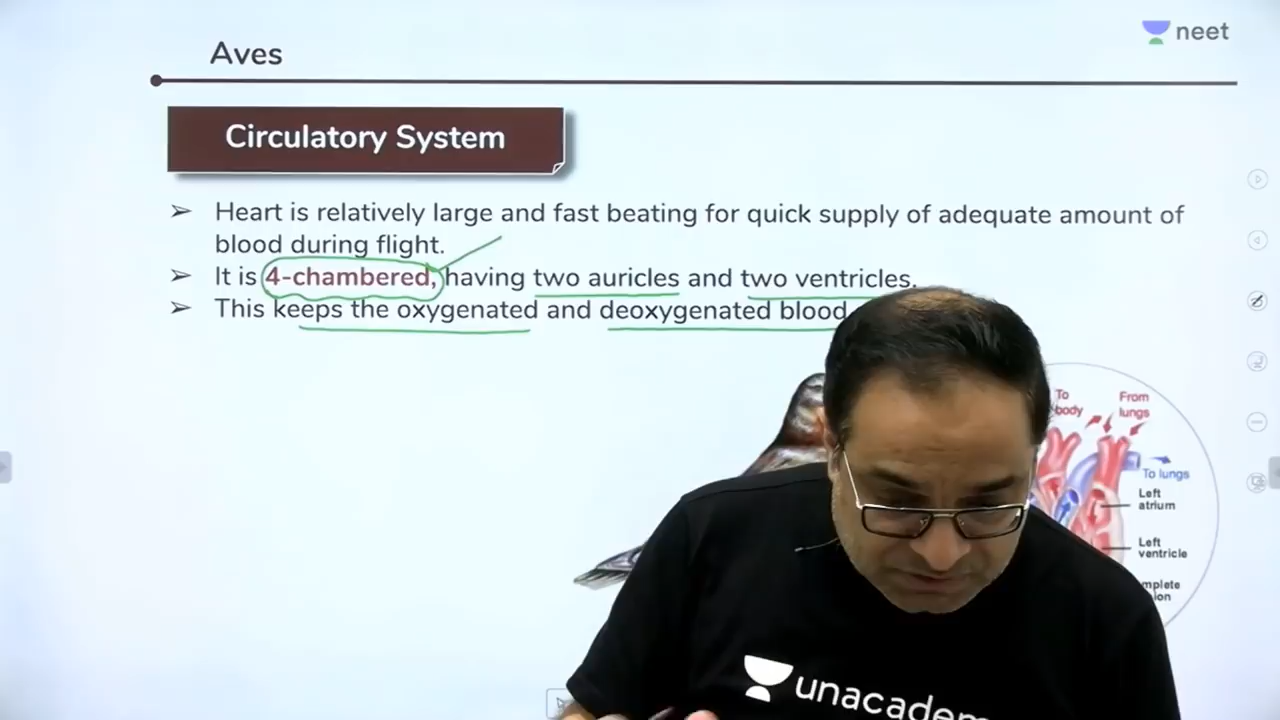 neet
Aves
Circulatory System
➢ Heart is relatively large and fast beating for quick supply of adequate amount of
blood during flight.
➢ It is 4-chambered, having two auricles and two ventricles.
➢ This keeps the oxygenated and deoxygenated blood
To
body
From
lungs
To lungs
Left
atrium
Left
ventricle
unacadem